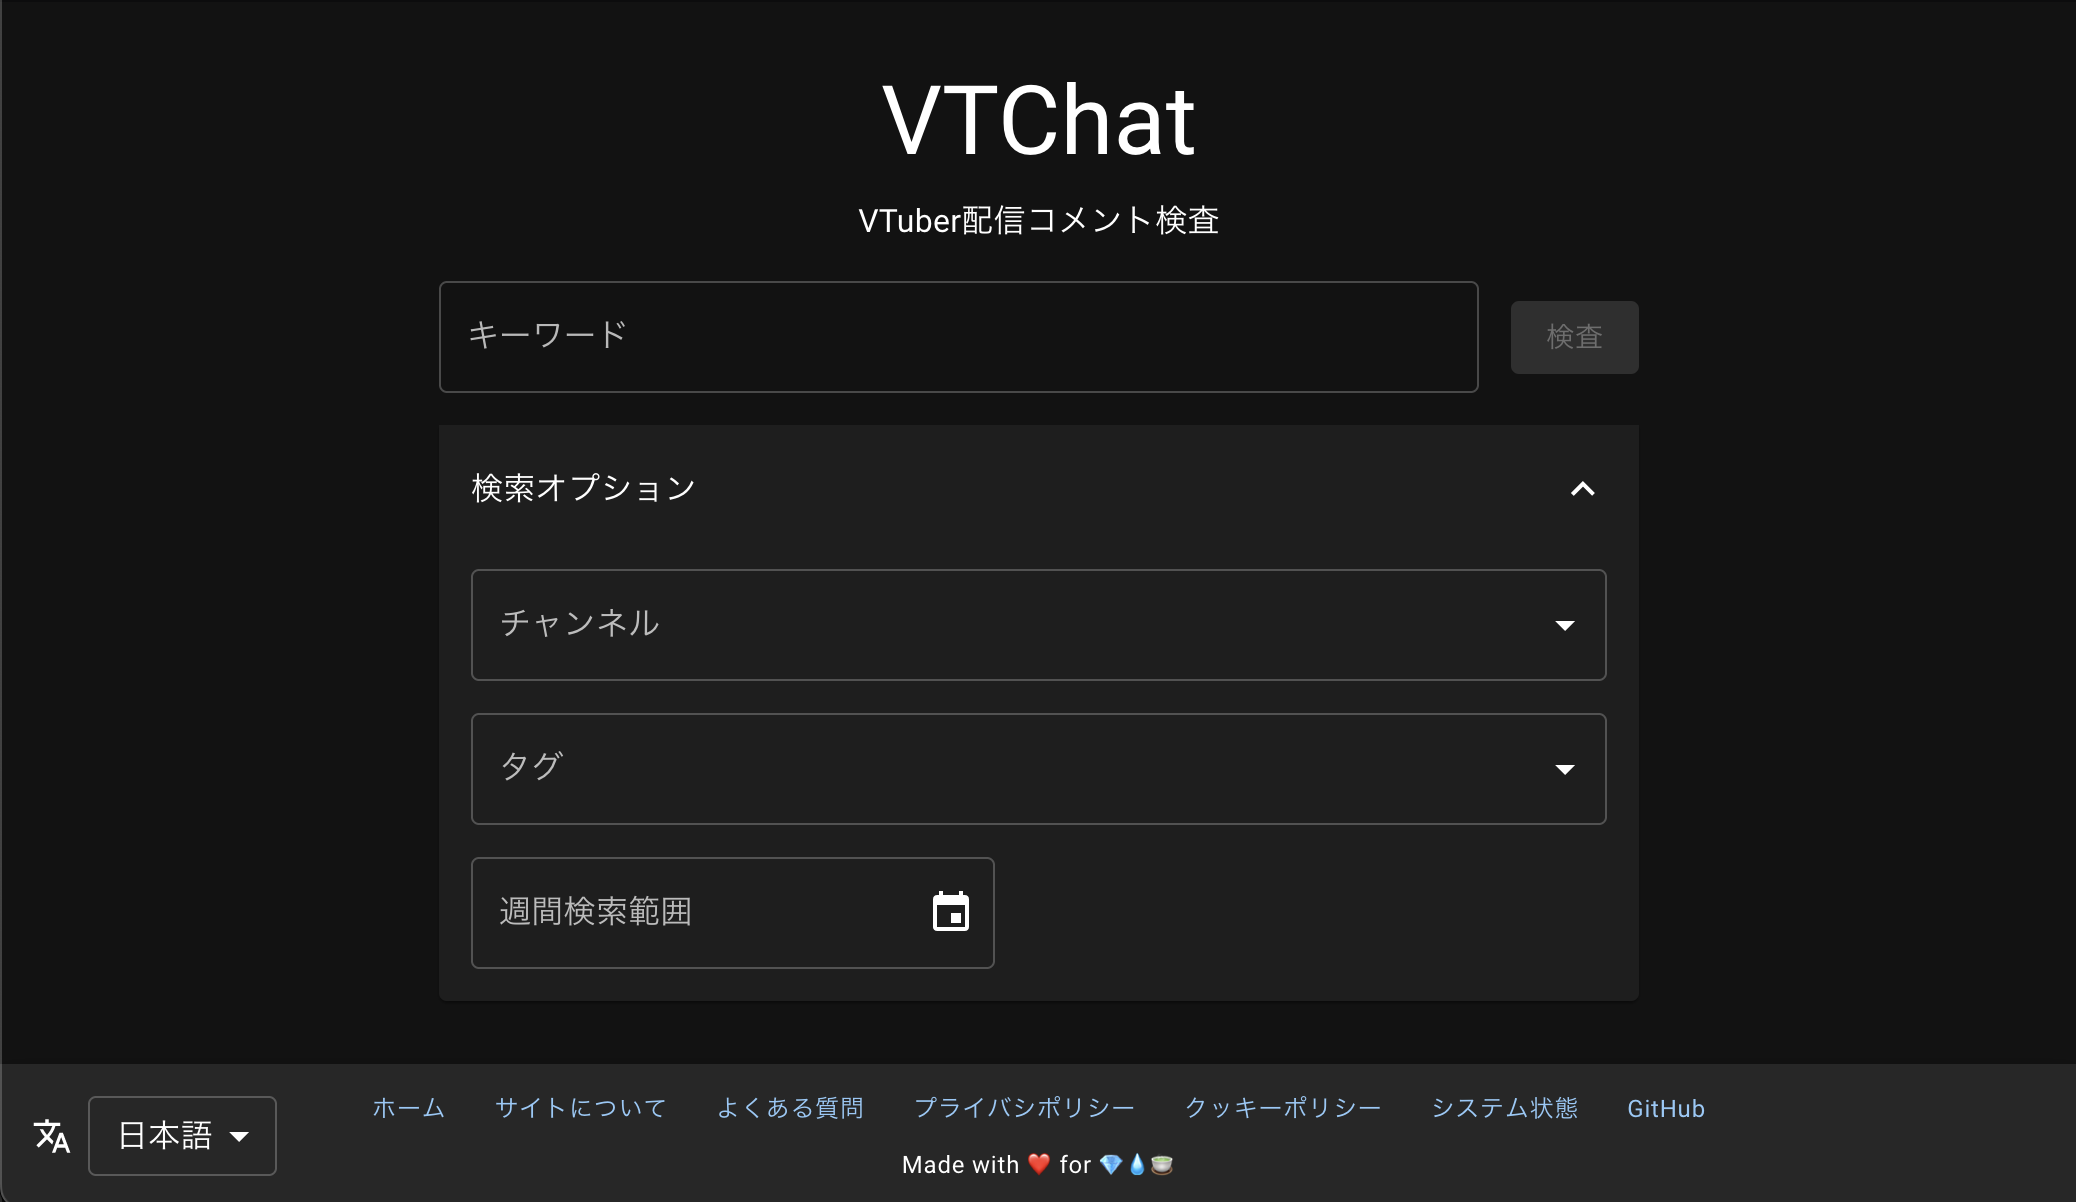 VTChat
VTuber配信コメント検査
キーワード
検査
検索オプション
チャンネル
タグ
週間検索範囲
日本語
ホーム サイトについて よくある質問 プライバシポリシー クッキーポリシー システム状態 GitHub
Made with ❤️ for 💎💧🍵